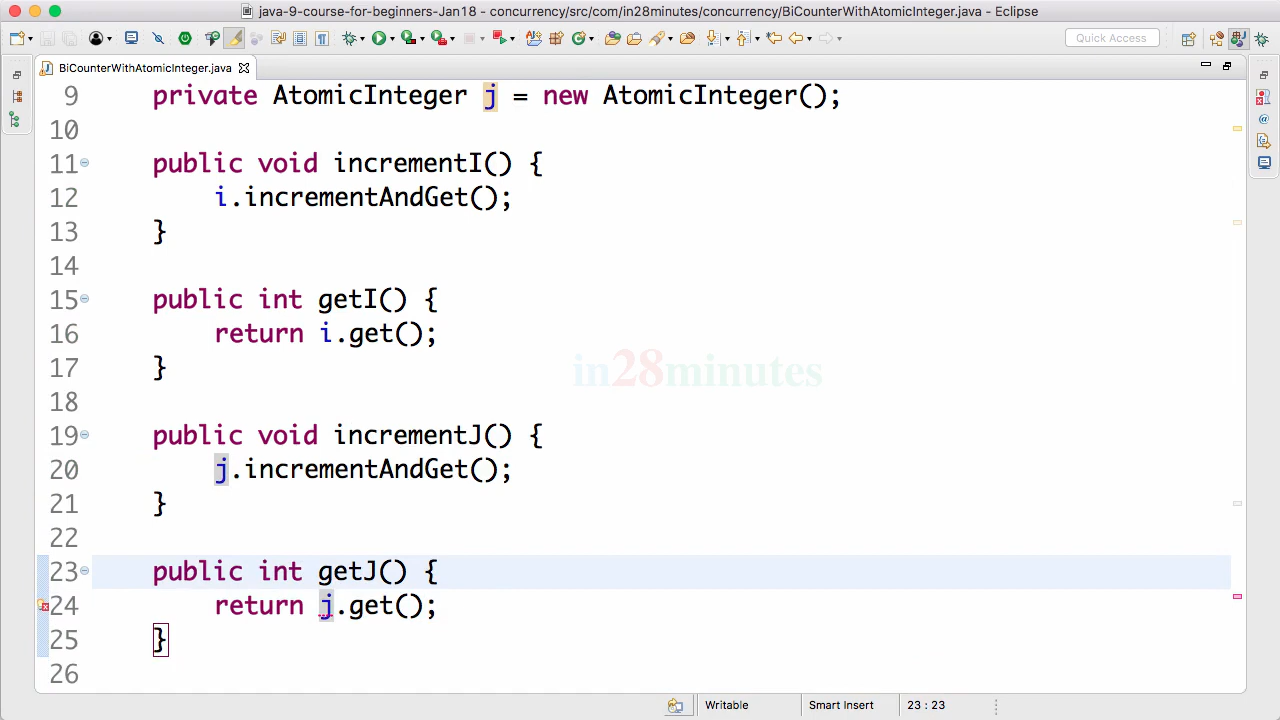 java-9-course-for-beginners-Jan18 - concurrency/src/com/in28minutes/concurrency/BiCounterWithAtomicInteger.java - Eclipse
Quick Access
BiCounterWithAtomicInteger.java
9 private AtomicInteger j = new AtomicInteger();
10
11 public void incrementI() {
12 i.incrementAndGet();
13 }
14
15 public int getI() {
16 return i.get();
17 }
18
19 public void incrementJ() {
20 j.incrementAndGet();
21 }
22
23 public int getJ() {
24 return j.get();
25 }
26
in28minutes
Writable Smart Insert 23 : 23